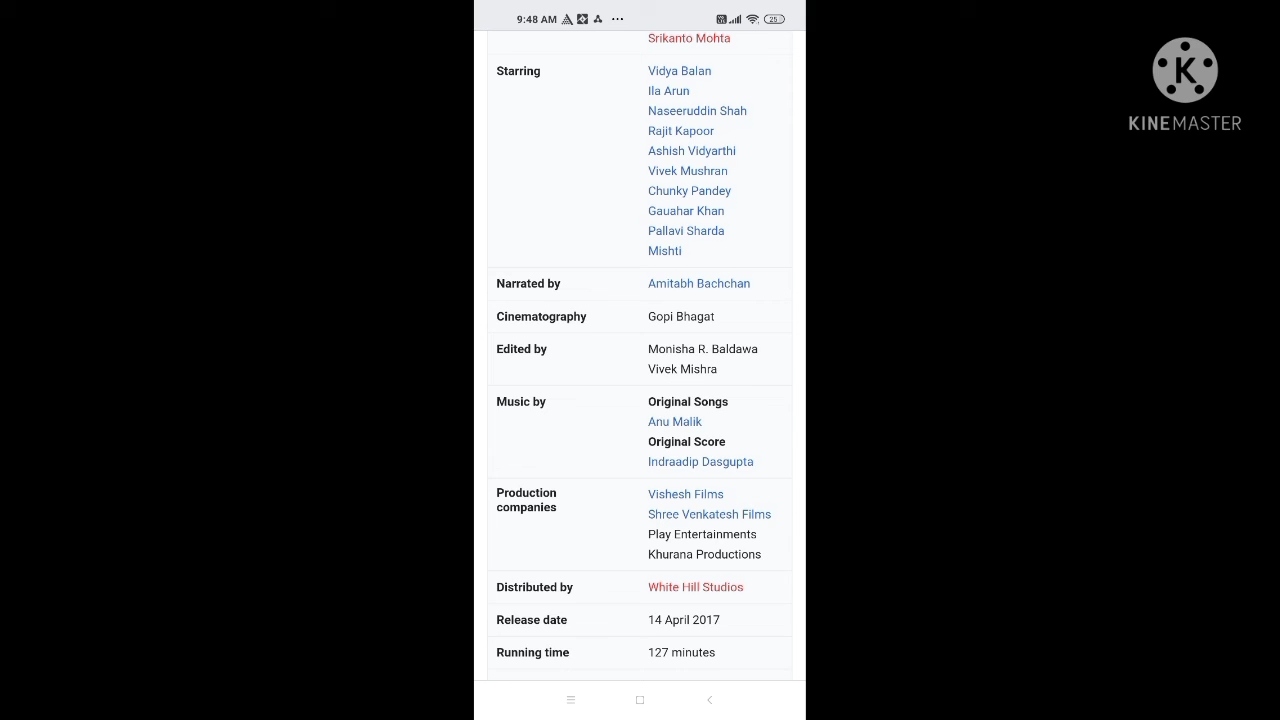 9:48 AM ...
25
Srikanto Mohta
Starring
Vidya Balan
Ila Arun
Naseeruddin Shah
Rajit Kapoor
Ashish Vidyarthi
Vivek Mushran
Chunky Pandey
Gauahar Khan
Pallavi Sharda
Mishti
Narrated by
Amitabh Bachchan
Cinematography
Gopi Bhagat
Edited by
Monisha R. Baldawa
Vivek Mishra
Music by
Original Songs
Anu Malik
Original Score
Indraadip Dasgupta
Production
companies
Vishesh Films
Shree Venkatesh Films
Play Entertainments
Khurana Productions
Distributed by
White Hill Studios
Release date
14 April 2017
Running time
127 minutes
K
KINEMASTER